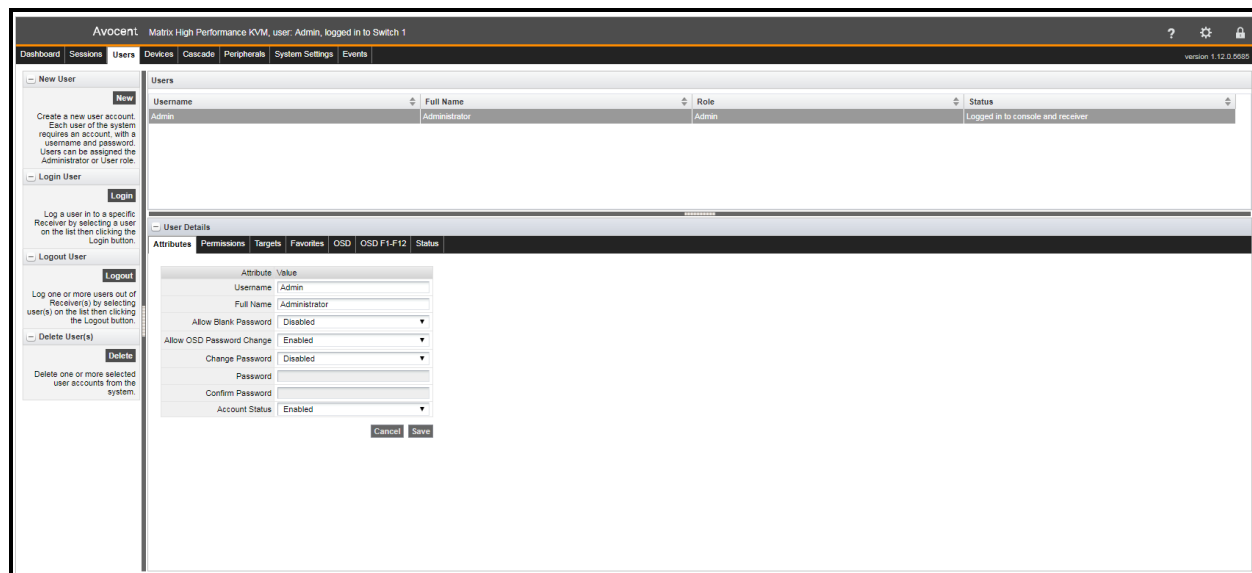 Avocent Matrix High Performance KVM, user: Admin, logged in to Switch 1
?
Dashboard Sessions Users Devices Cascade Peripherals System Settings Events
version 1.12.0.5685
New User
New
Create a new user account.
Each user of the system
requires an account, with a
username and password.
Users can be assigned the
Administrator or User role.
Login User
Login
Log a user in to a specific
Receiver by selecting a user
on the list then clicking the
Login button.
Logout User
Logout
Log one or more users out of
Receiver(s) by selecting
user(s) on the list then clicking
the Logout button.
Delete User(s)
Delete
Delete one or more selected
user accounts from the
system.
Users
Username Full Name Role Status
Admin Administrator Admin Logged in to console and receiver
User Details
Attributes Permissions Targets Favorites OSD OSD F1-F12 Status
Attribute Value
Username Admin
Full Name Administrator
Allow Blank Password Disabled
Allow OSD Password Change Enabled
Change Password Disabled
Password
Confirm Password
Account Status Enabled
Cancel Save